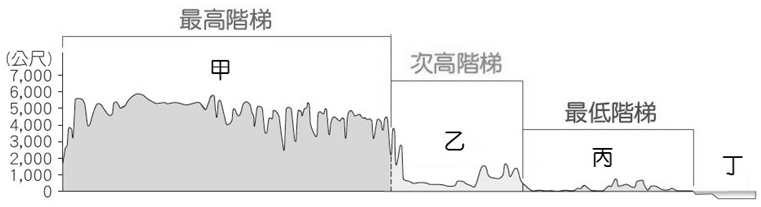 最高階梯
(公尺)
7,000
6,000
5,000
4,000
3,000
2,000
1,000
0
甲
次高階梯
乙
最低階梯
丙
丁